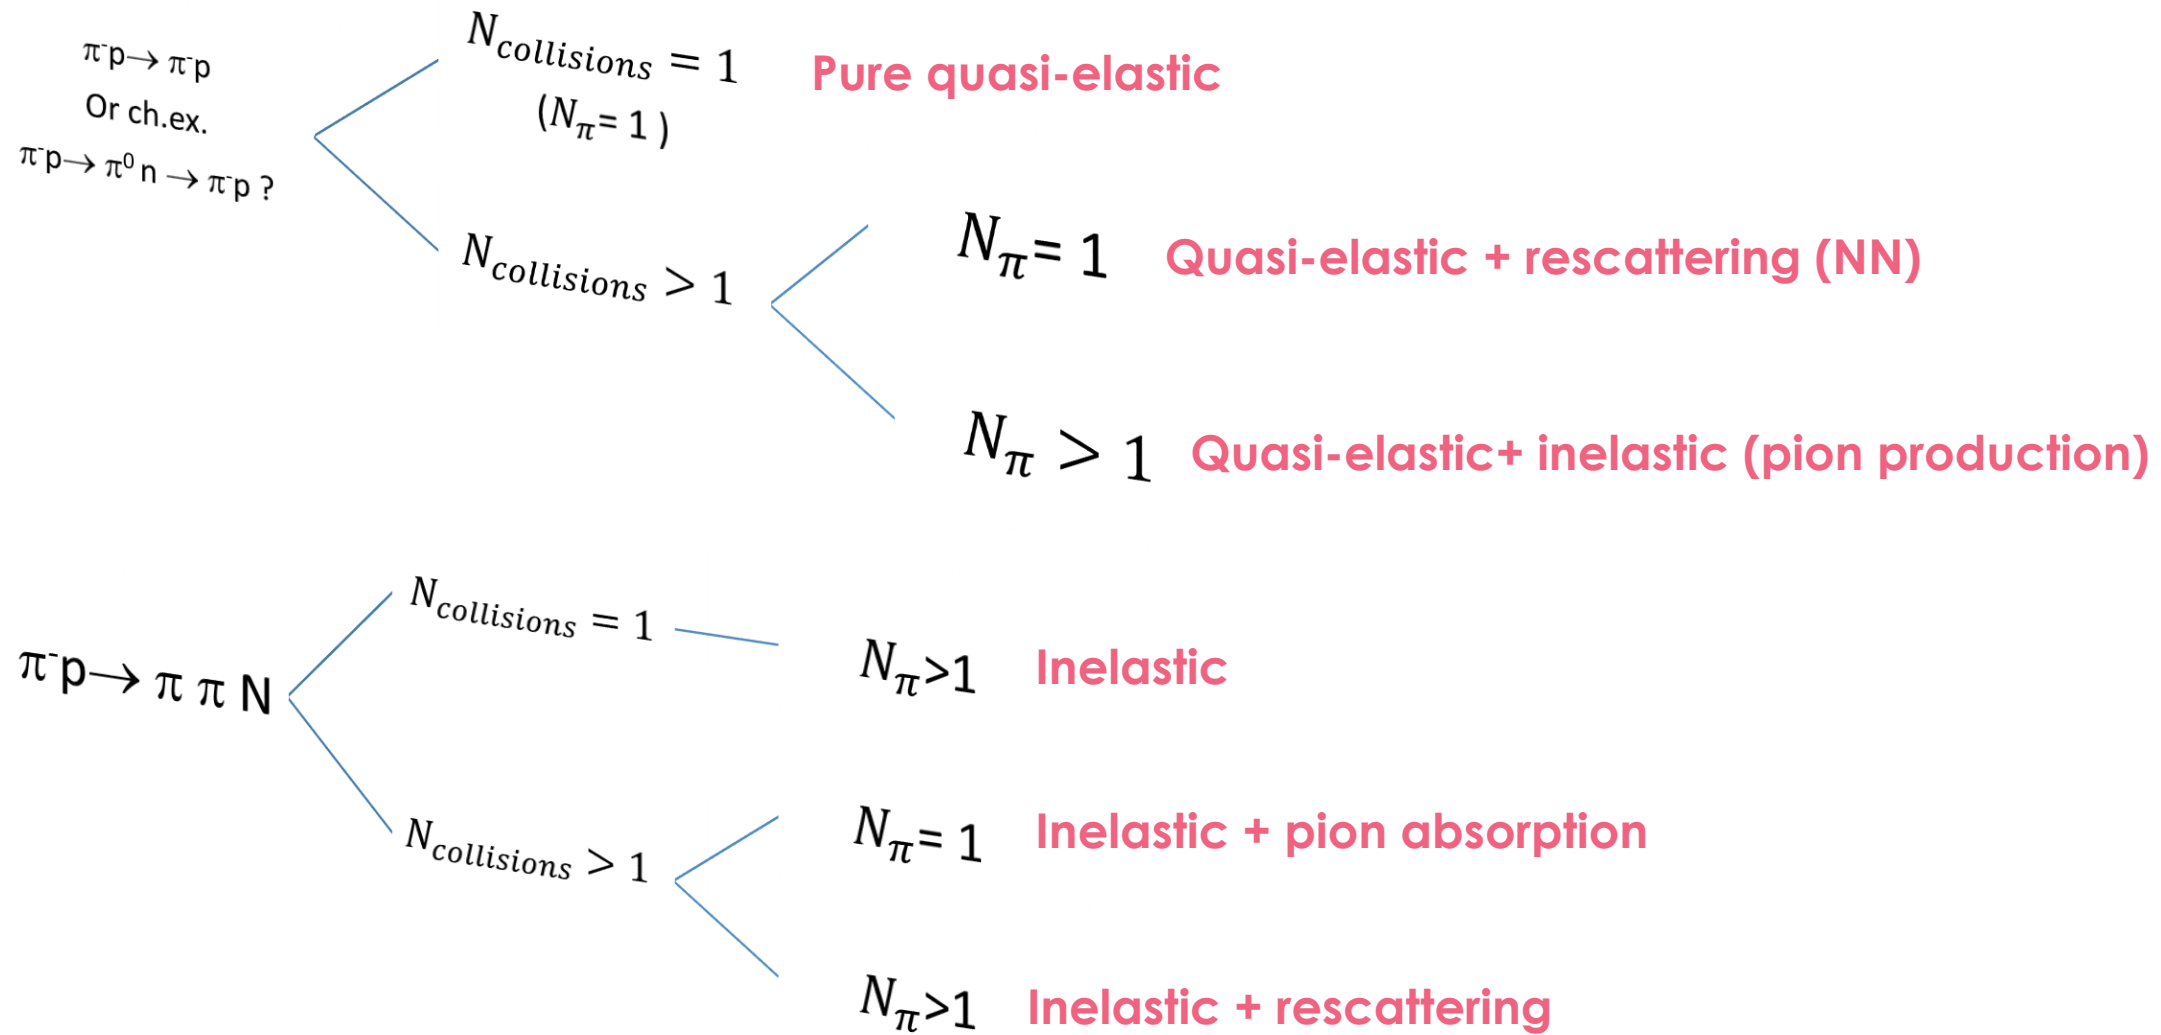 π⁻p→ π⁻p
Or ch.ex.
π⁻p→ π⁰ n → π⁻p ?
N_collisions = 1
(N_π= 1 )
Pure quasi-elastic
N_collisions > 1
N_π= 1
Quasi-elastic + rescattering (NN)
N_π > 1
Quasi-elastic+ inelastic (pion production)
π⁻p→ π π N
N_collisions = 1
N_π>1
Inelastic
N_collisions > 1
N_π= 1
Inelastic + pion absorption
N_π>1
Inelastic + rescattering